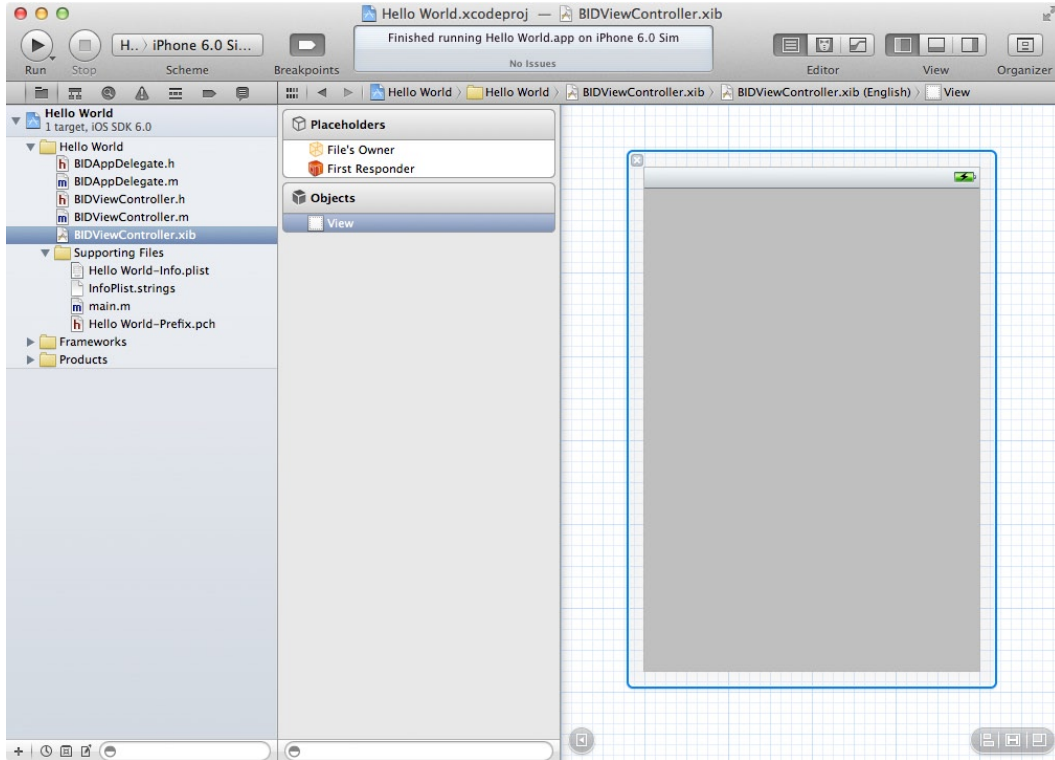 Hello World.xcodeproj — BIDViewController.xib
H.. › iPhone 6.0 Si...
Finished running Hello World.app on iPhone 6.0 Sim
No Issues
Run Stop Scheme Breakpoints Editor View Organizer
Hello World › Hello World › BIDViewController.xib › BIDViewController.xib (English) › View
Hello World
1 target, iOS SDK 6.0
Hello World
h BIDAppDelegate.h
m BIDAppDelegate.m
h BIDViewController.h
m BIDViewController.m
BIDViewController.xib
Supporting Files
Hello World-Info.plist
InfoPlist.strings
m main.m
h Hello World-Prefix.pch
Frameworks
Products
Placeholders
File's Owner
First Responder
Objects
View